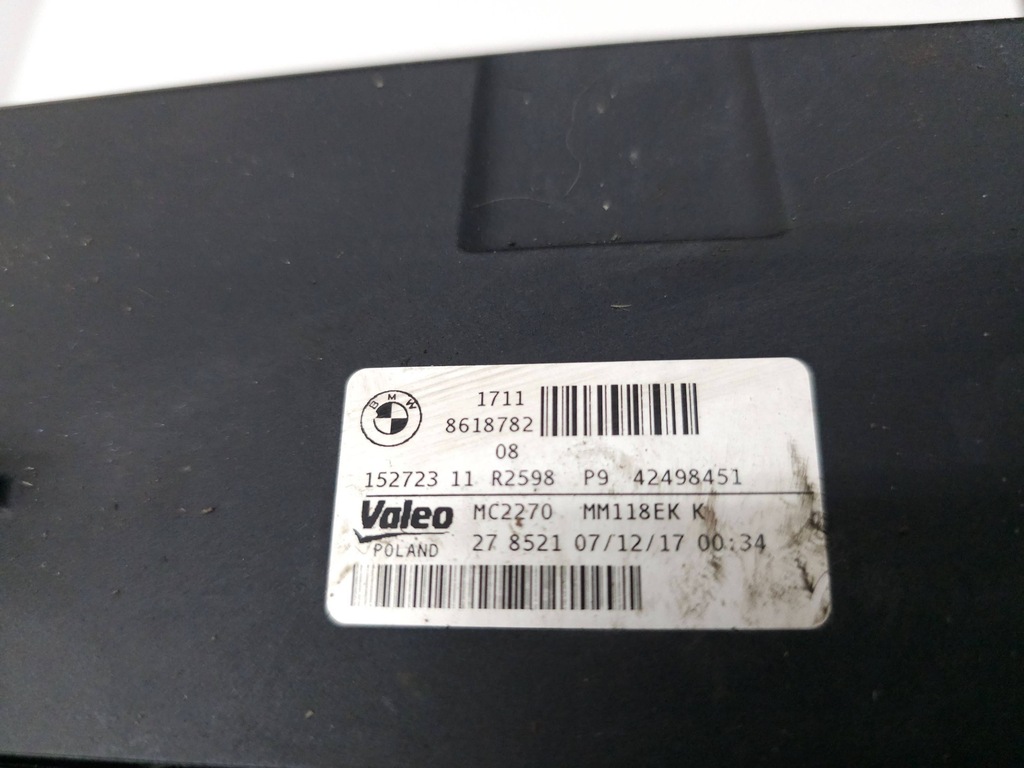 BMW
1711
8618782
08
152723 11 R2598 P9 42498451
Valeo MC2270 MM118EK K
POLAND 27 8521 07/12/17 00:34